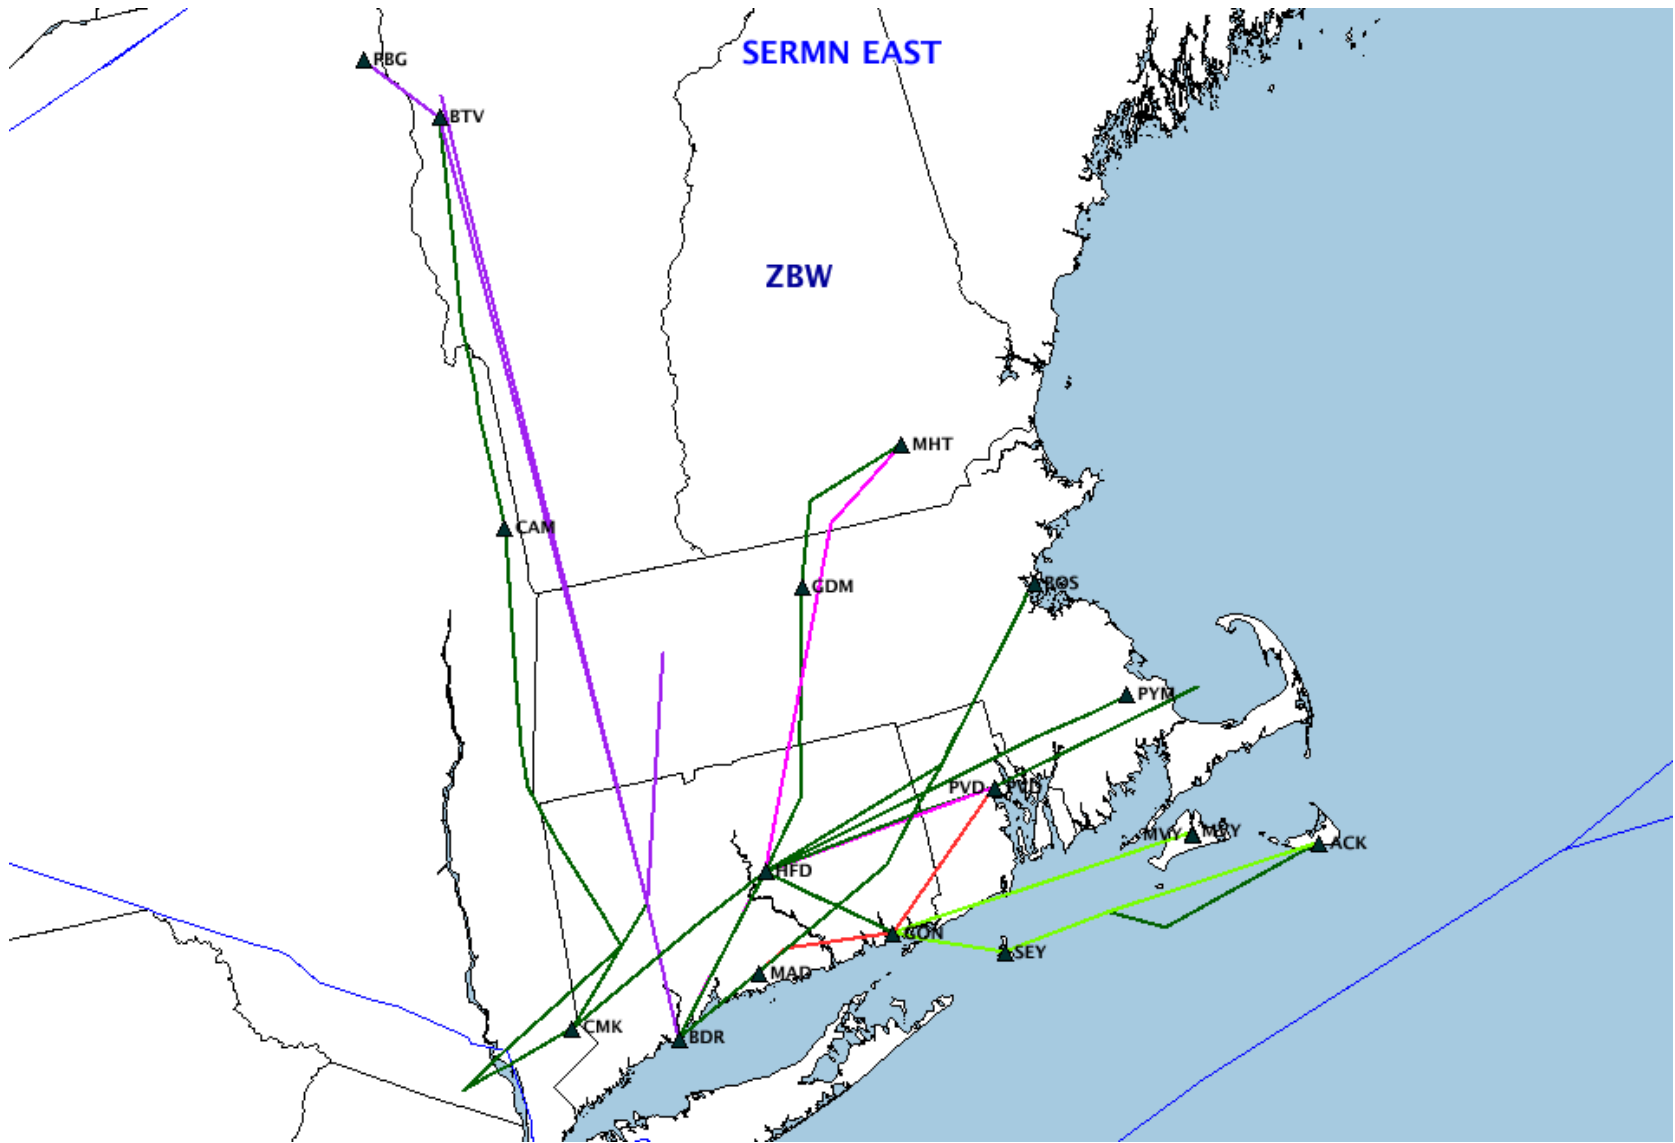 SERMN EAST
PBG
BTV
ZBW
MHT
CAM
GDM
BOS
PYM
PVD PVD
MVY MVY
ACK
HFD
GON
SEY
MAD
CMK
BDR